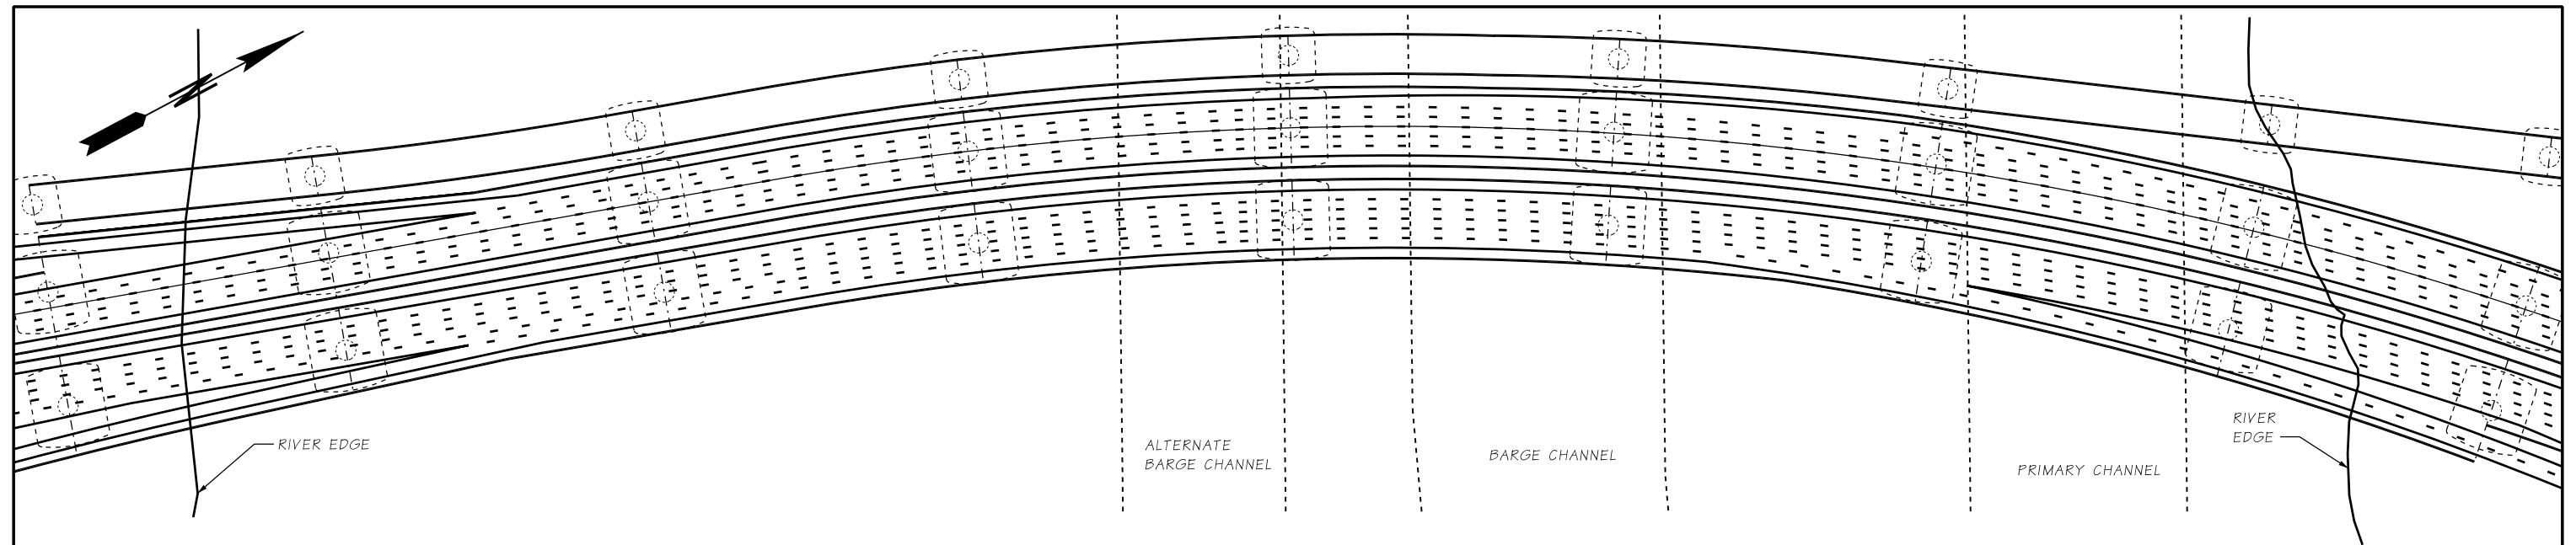 RIVER EDGE
ALTERNATE
BARGE CHANNEL
BARGE CHANNEL
PRIMARY CHANNEL
RIVER
EDGE